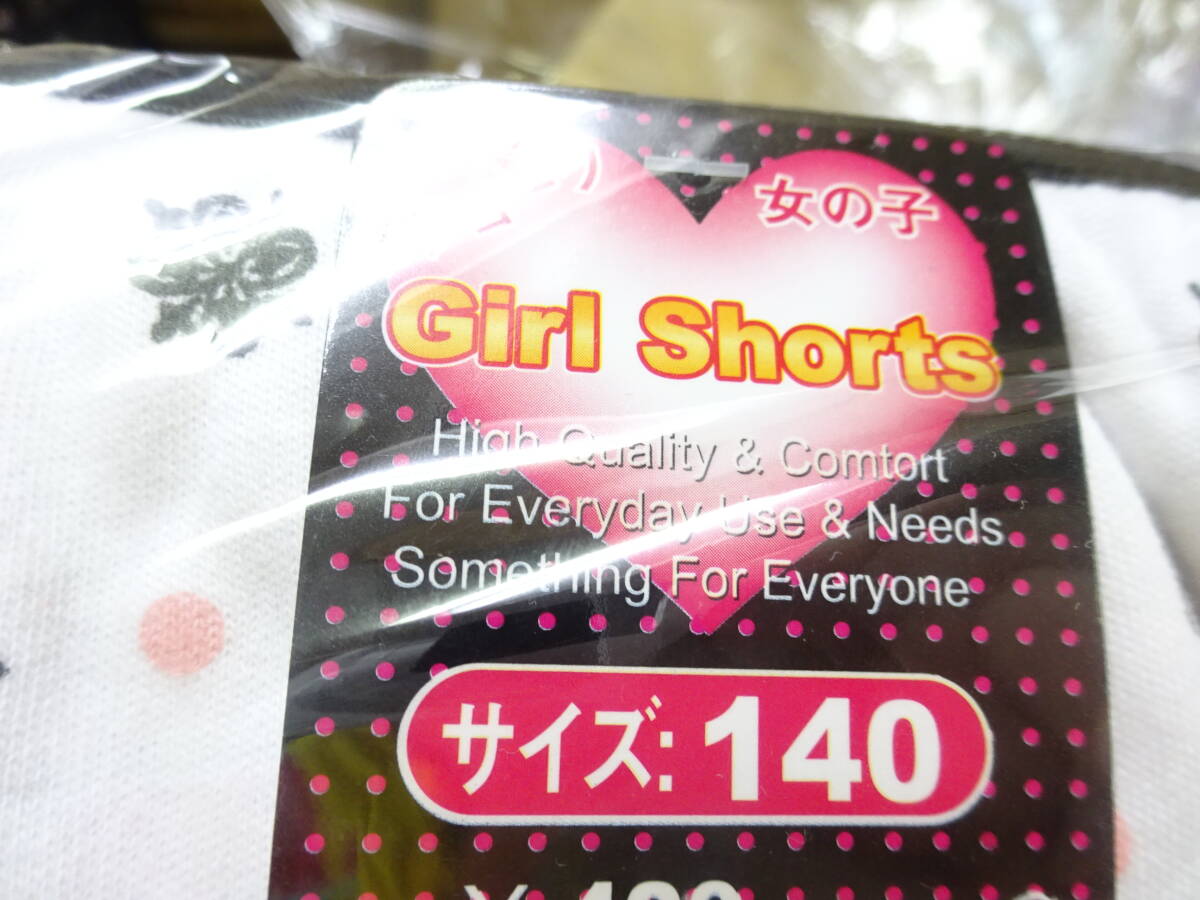 女の子
Girl Shorts
High Quality & Comtort
For Everyday Use & Needs
Something For Everyone
サイズ: 140